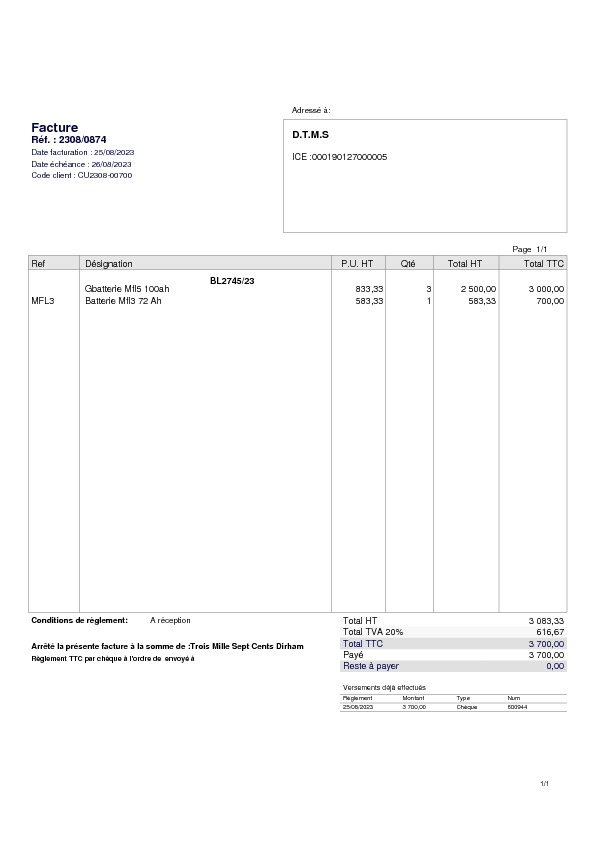 Adressé à:
Facture
Réf. : 2308/0874
Date facturation : 25/08/2023
Date échéance : 26/08/2023
Code client : CU2308-00700
D.T.M.S
ICE :000190127000005
Page 1/1
Ref Désignation P.U. HT Qté Total HT Total TTC
BL2745/23
Gbatterie Mfl5 100ah 833,33 3 2 500,00 3 000,00
MFL3 Batterie Mfl3 72 Ah 583,33 1 583,33 700,00
Conditions de règlement: A réception
Total HT 3 083,33
Total TVA 20% 616,67
Total TTC 3 700,00
Payé 3 700,00
Reste à payer 0,00
Arrêté la présente facture à la somme de :Trois Mille Sept Cents Dirham
Règlement TTC par chèque à l'ordre de envoyé à
Versements déjà effectués
Règlement Montant Type Num
25/08/2023 3 700,00 Chèque 600944
1/1